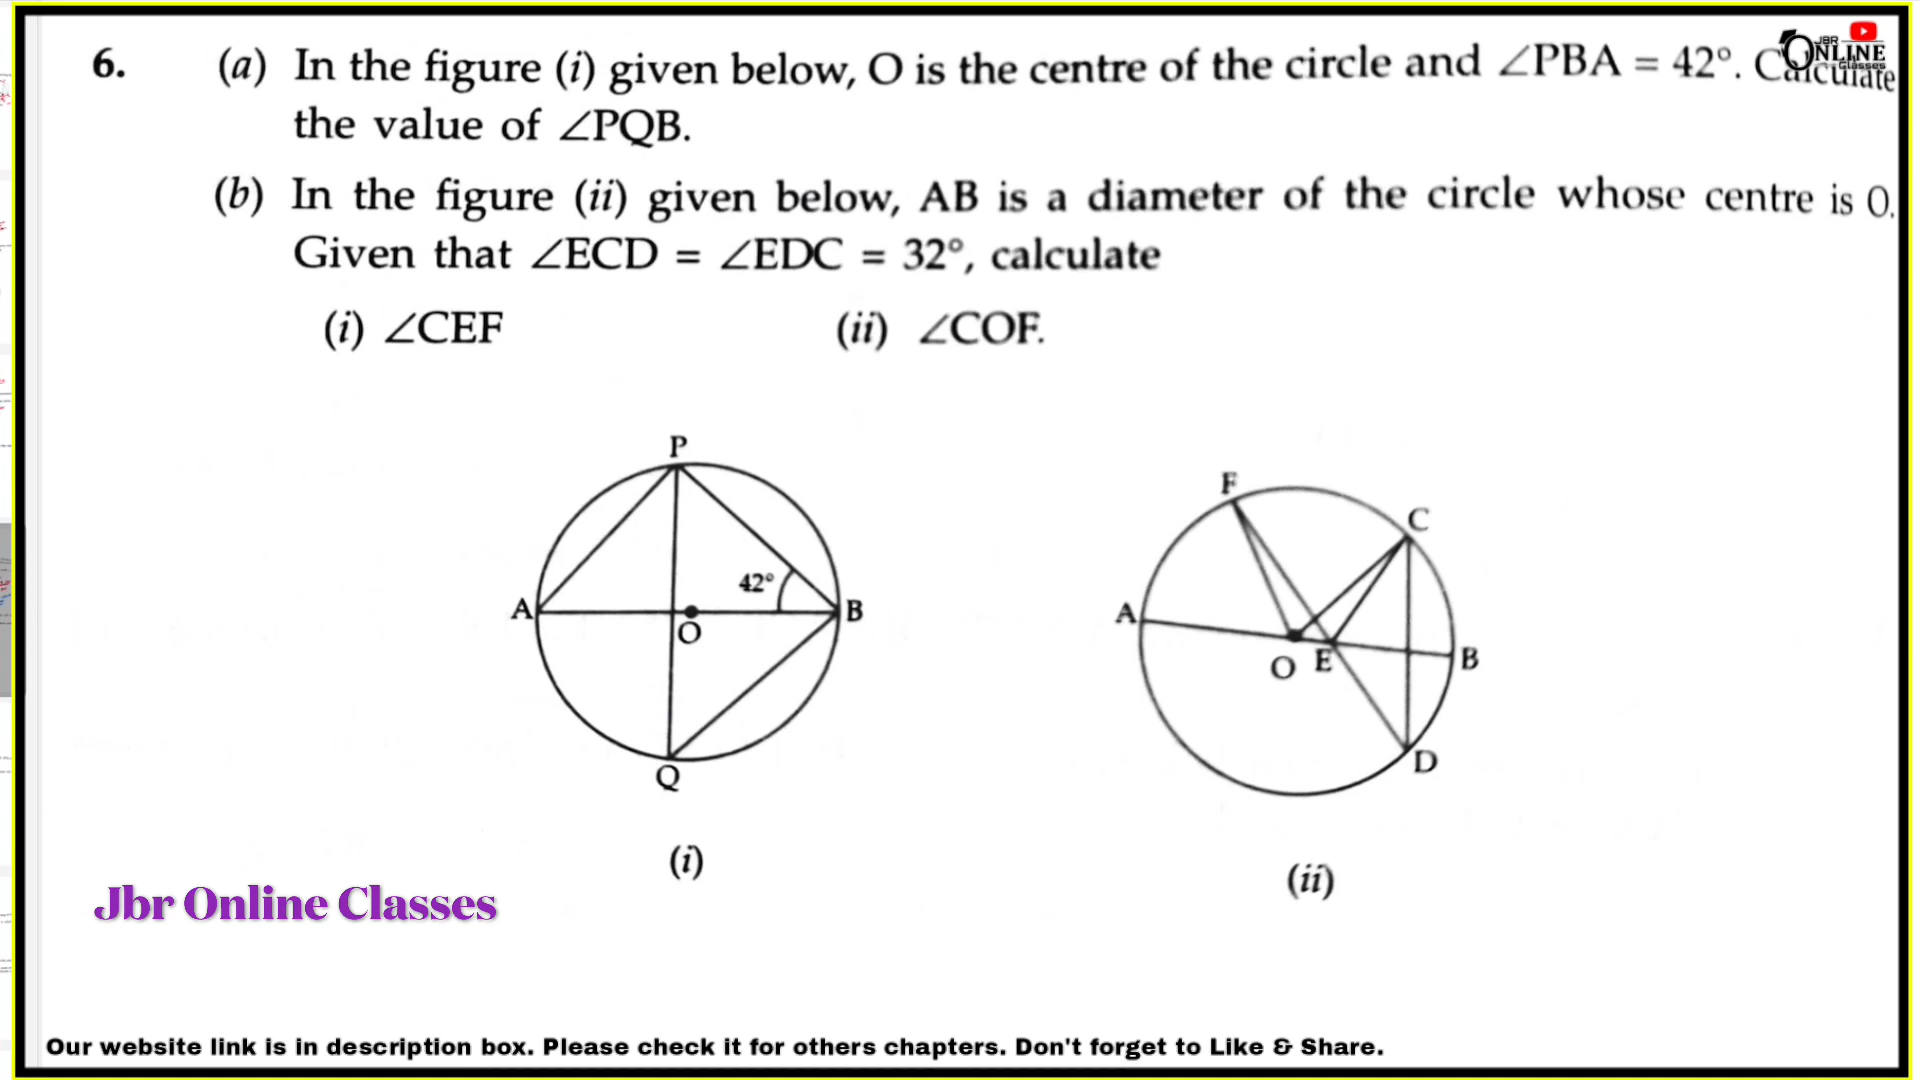 6. (a) In the figure (i) given below, O is the centre of the circle and ∠PBA = 42°. Calculate
JBR ONLINE Classes
the value of ∠PQB.
(b) In the figure (ii) given below, AB is a diameter of the circle whose centre is O.
Given that ∠ECD = ∠EDC = 32°, calculate
(i) ∠CEF (ii) ∠COF.
P
F
C
42°
A B
A
O
O E B
Q
D
(i)
(ii)
Jbr Online Classes
Our website link is in description box. Please check it for others chapters. Don't forget to Like & Share.